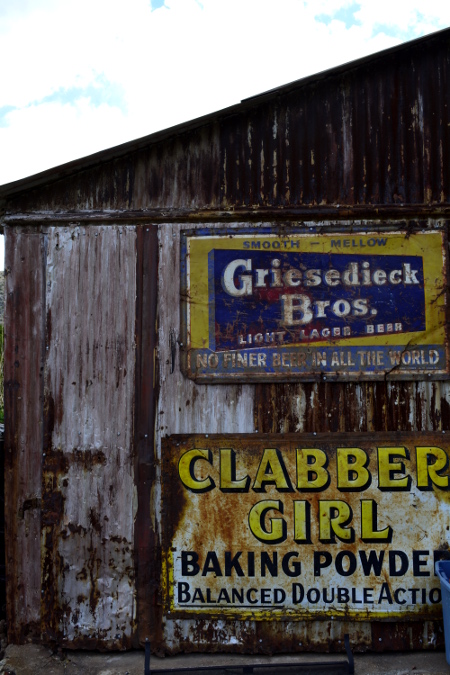 SMOOTH - MELLOW
Griesedieck
Bros.
LIGHT LAGER BEER
NO FINER BEER IN ALL THE WORLD
CLABBER
GIRL
BAKING POWDE
BALANCED DOUBLE ACTIO